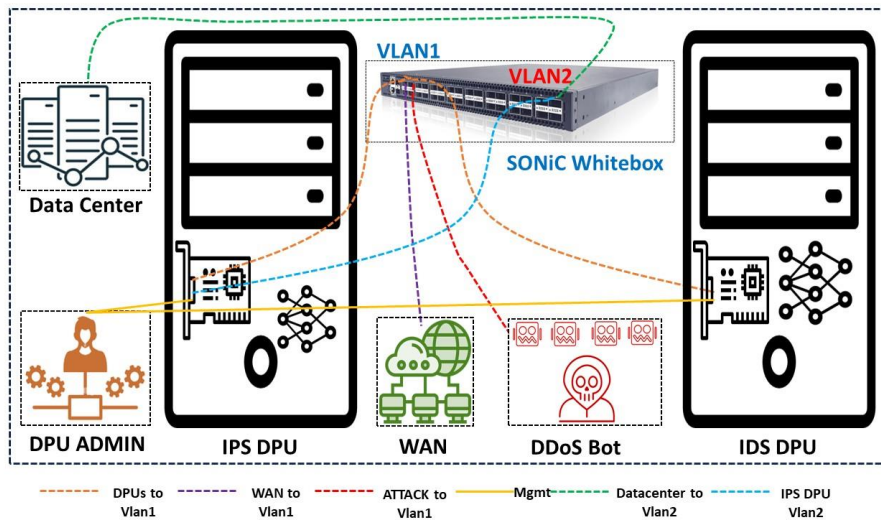 VLAN1
VLAN2
SONiC Whitebox
Data Center
DPU ADMIN
IPS DPU
WAN
DDoS Bot
IDS DPU
DPUs to
Vlan1
WAN to
Vlan1
ATTACK to
Vlan1
Mgmt
Datacenter to
Vlan2
IPS DPU
Vlan2